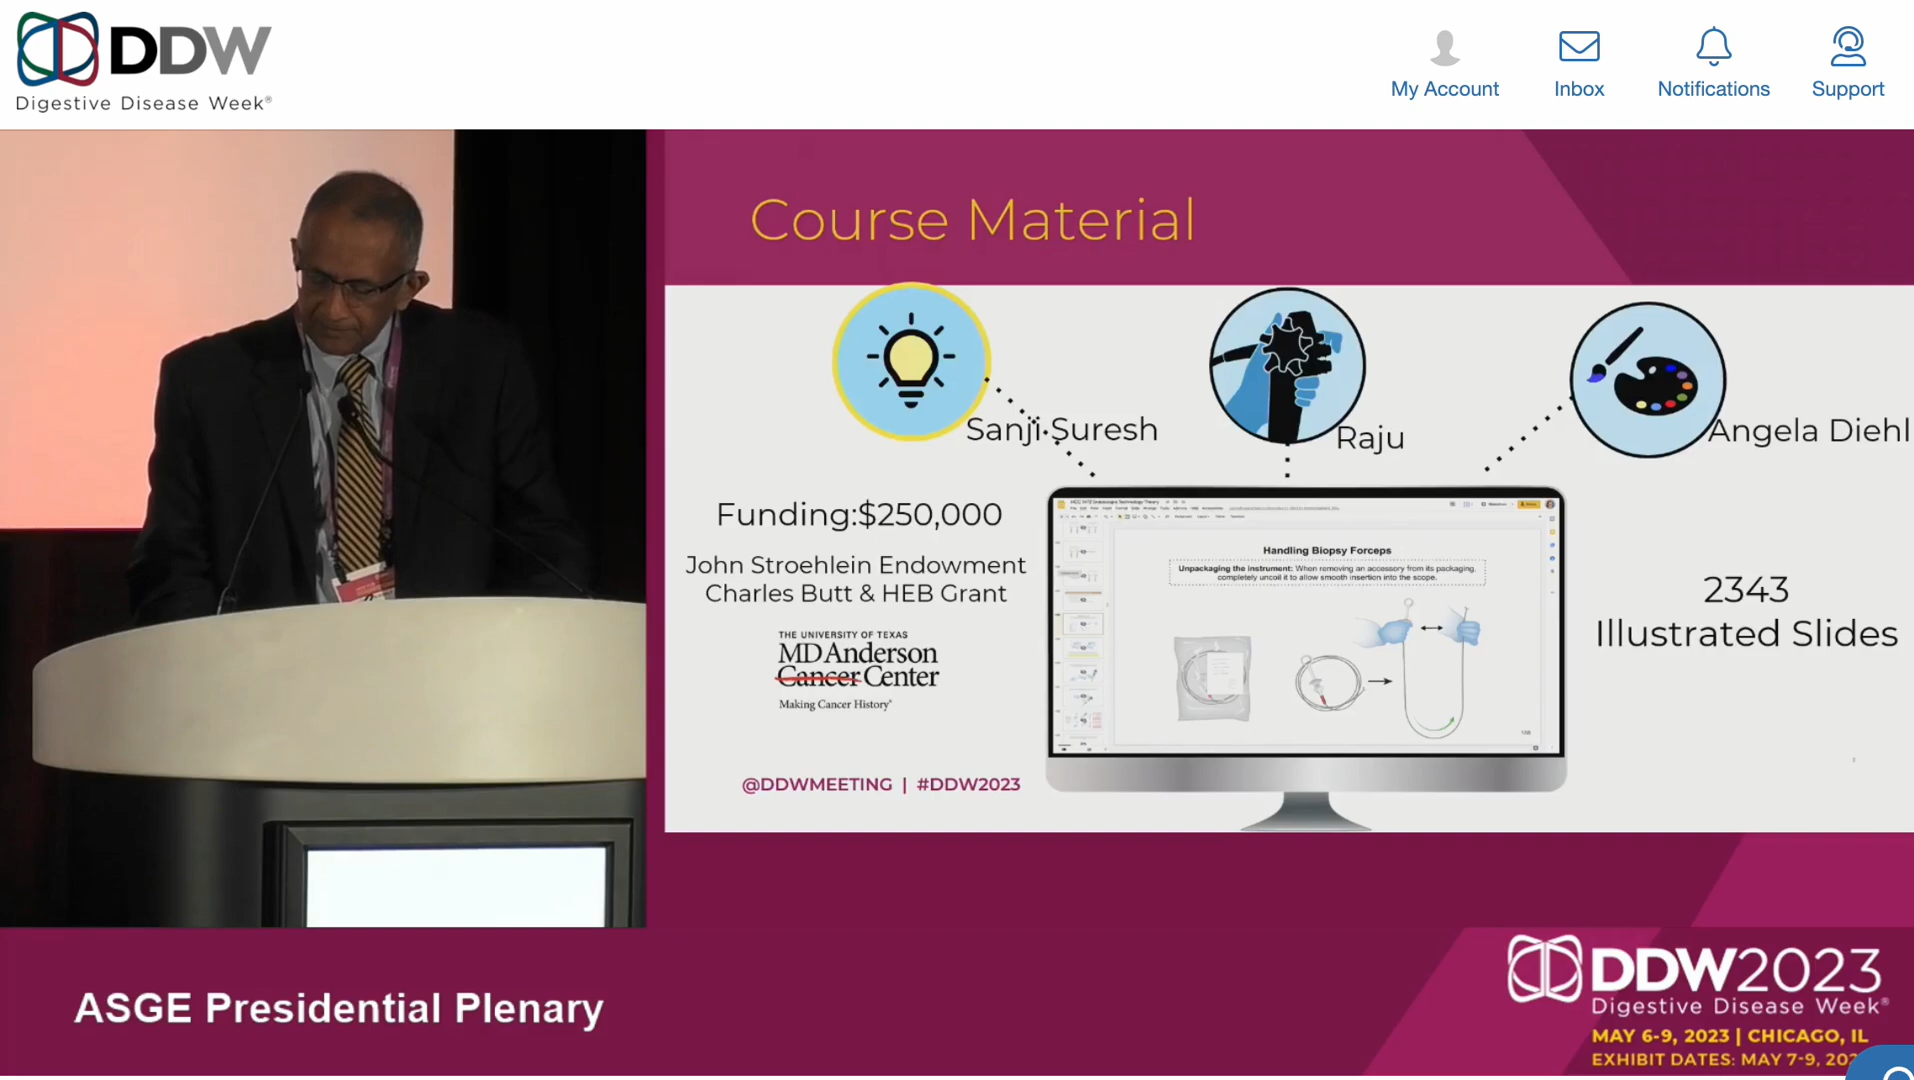 DDW
Digestive Disease Week®
My Account
Inbox
Notifications
Support
Course Material
Sanji Suresh
Raju
Angela Diehl
Funding:$250,000
John Stroehlein Endowment
Charles Butt & HEB Grant
THE UNIVERSITY OF TEXAS
MD Anderson
Cancer Center
Making Cancer History®
@DDWMEETING | #DDW2023
Handling Biopsy Forceps
Unpackaging the instrument: When removing an accessory from its packaging,
completely uncoil it to allow smooth insertion into the scope.
2343
Illustrated Slides
ASGE Presidential Plenary
DDW2023
Digestive Disease Week®
MAY 6-9, 2023 | CHICAGO, IL
EXHIBIT DATES: MAY 7-9, 202